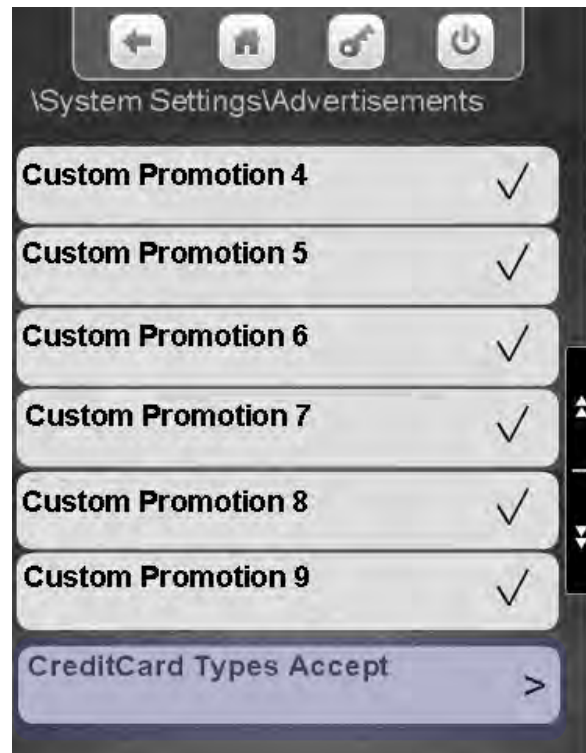 \System Settings\Advertisements
Custom Promotion 4
Custom Promotion 5
Custom Promotion 6
Custom Promotion 7
Custom Promotion 8
Custom Promotion 9
CreditCard Types Accept
>